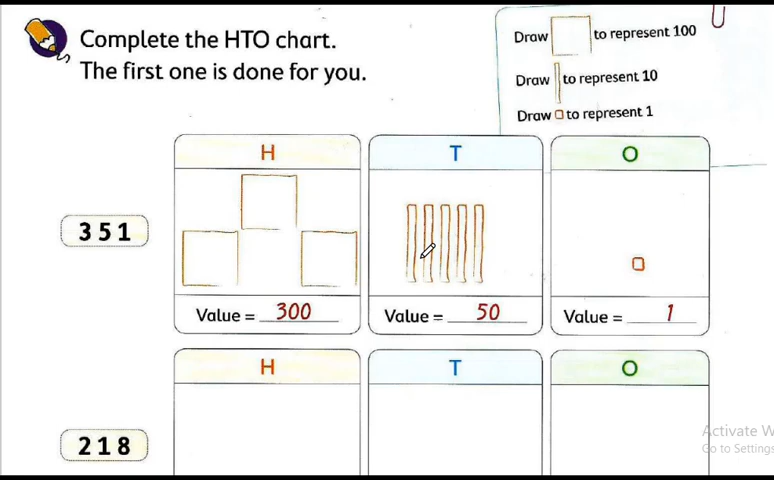 Complete the HTO chart.
The first one is done for you.
Draw to represent 100
Draw to represent 10
Draw to represent 1
H T O
351
Value = 300 Value = 50 Value = 1
H T O
218
Activate W
Go to Settings